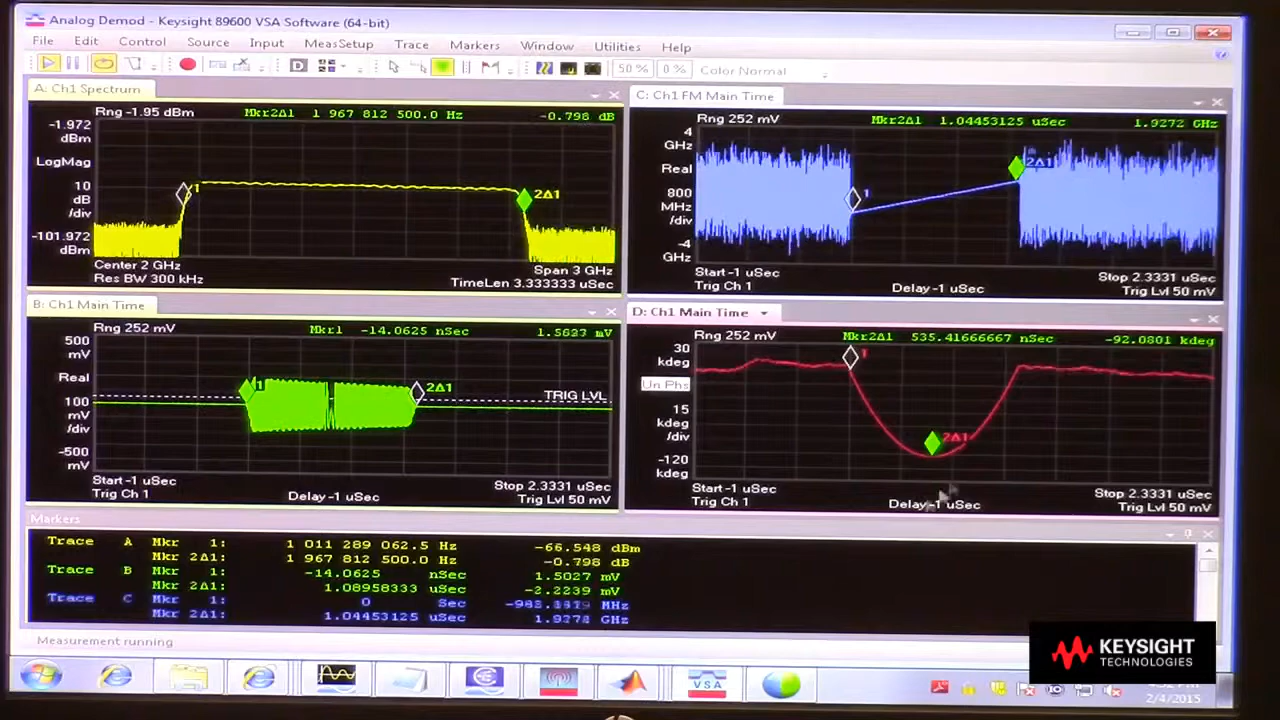 Analog Demod - Keysight 89600 VSA Software (64-bit)
File Edit Control Source Input MeasSetup Trace Markers Window Utilities Help
50 % 0 % Color Normal
A: Ch1 Spectrum
Rng -1.95 dBm Mkr2Δ1 1 967 812 500.0 Hz -0.798 dB
-1.972
dBm
LogMag
10
dB
/div
-101.972
dBm
1
2Δ1
Center 2 GHz Span 3 GHz
Res BW 300 kHz TimeLen 3.333333 uSec
C: Ch1 FM Main Time
Rng 252 mV Mkr2Δ1 1.04453125 uSec 1.9272 GHz
4
GHz
Real
800
MHz
/div
-4
GHz
1
2Δ1
Start -1 uSec Stop 2.3331 uSec
Trig Ch 1 Delay -1 uSec Trig Lvl 50 mV
B: Ch1 Main Time
Rng 252 mV Mkr1 -14.0625 nSec
500
mV
Real
100
mV
/div
-500
mV
1
2Δ1
TRIG LVL
Start -1 uSec Stop 2.3331 uSec
Trig Ch 1 Delay -1 uSec Trig Lvl 50 mV
D: Ch1 Main Time
Rng 252 mV Mkr2Δ1 535.41666667 nSec -92.0801 kdeg
30
kdeg
Un Phs
15
kdeg
/div
-120
kdeg
1
2Δ1
Start -1 uSec Stop 2.3331 uSec
Trig Ch 1 Delay -1 uSec Trig Lvl 50 mV
Markers
Trace A Mkr 1: 1 011 289 062.5 Hz -66.548 dBm
Mkr 2Δ1: 1 967 812 500.0 Hz -0.798 dB
Trace B Mkr 1: -14.0625 nSec 1.5027 mV
Mkr 2Δ1: 1.08958333 uSec -2.2239 mV
Trace C Mkr 1: 0 Sec MHz
Mkr 2Δ1: 1.04453125 uSec GHz
Measurement running
VSA
KEYSIGHT
TECHNOLOGIES
2/4/2015